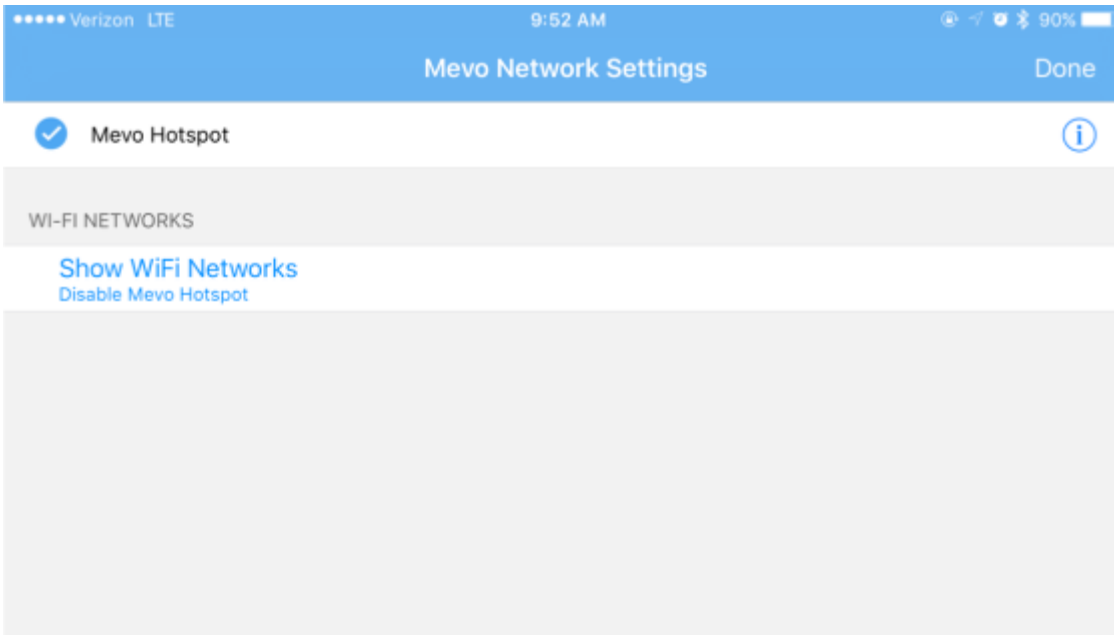 Verizon LTE 9:52 AM 90%
Mevo Network Settings Done
Mevo Hotspot
WI-FI NETWORKS
Show WiFi Networks
Disable Mevo Hotspot